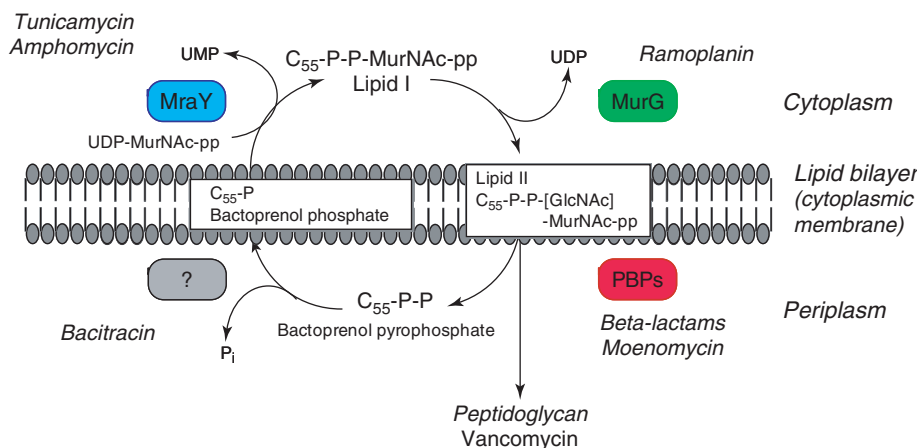 Tunicamycin
Amphomycin
UMP
C₅₅-P-P-MurNAc-pp
Lipid I
UDP
Ramoplanin
MraY
MurG
Cytoplasm
UDP-MurNAc-pp
C₅₅-P
Bactoprenol phosphate
Lipid II
C₅₅-P-P-[GlcNAc]
-MurNAc-pp
Lipid bilayer
(cytoplasmic
membrane)
?
C₅₅-P-P
Bactoprenol pyrophosphate
PBPs
Periplasm
Bacitracin
Pᵢ
Beta-lactams
Moenomycin
Peptidoglycan
Vancomycin